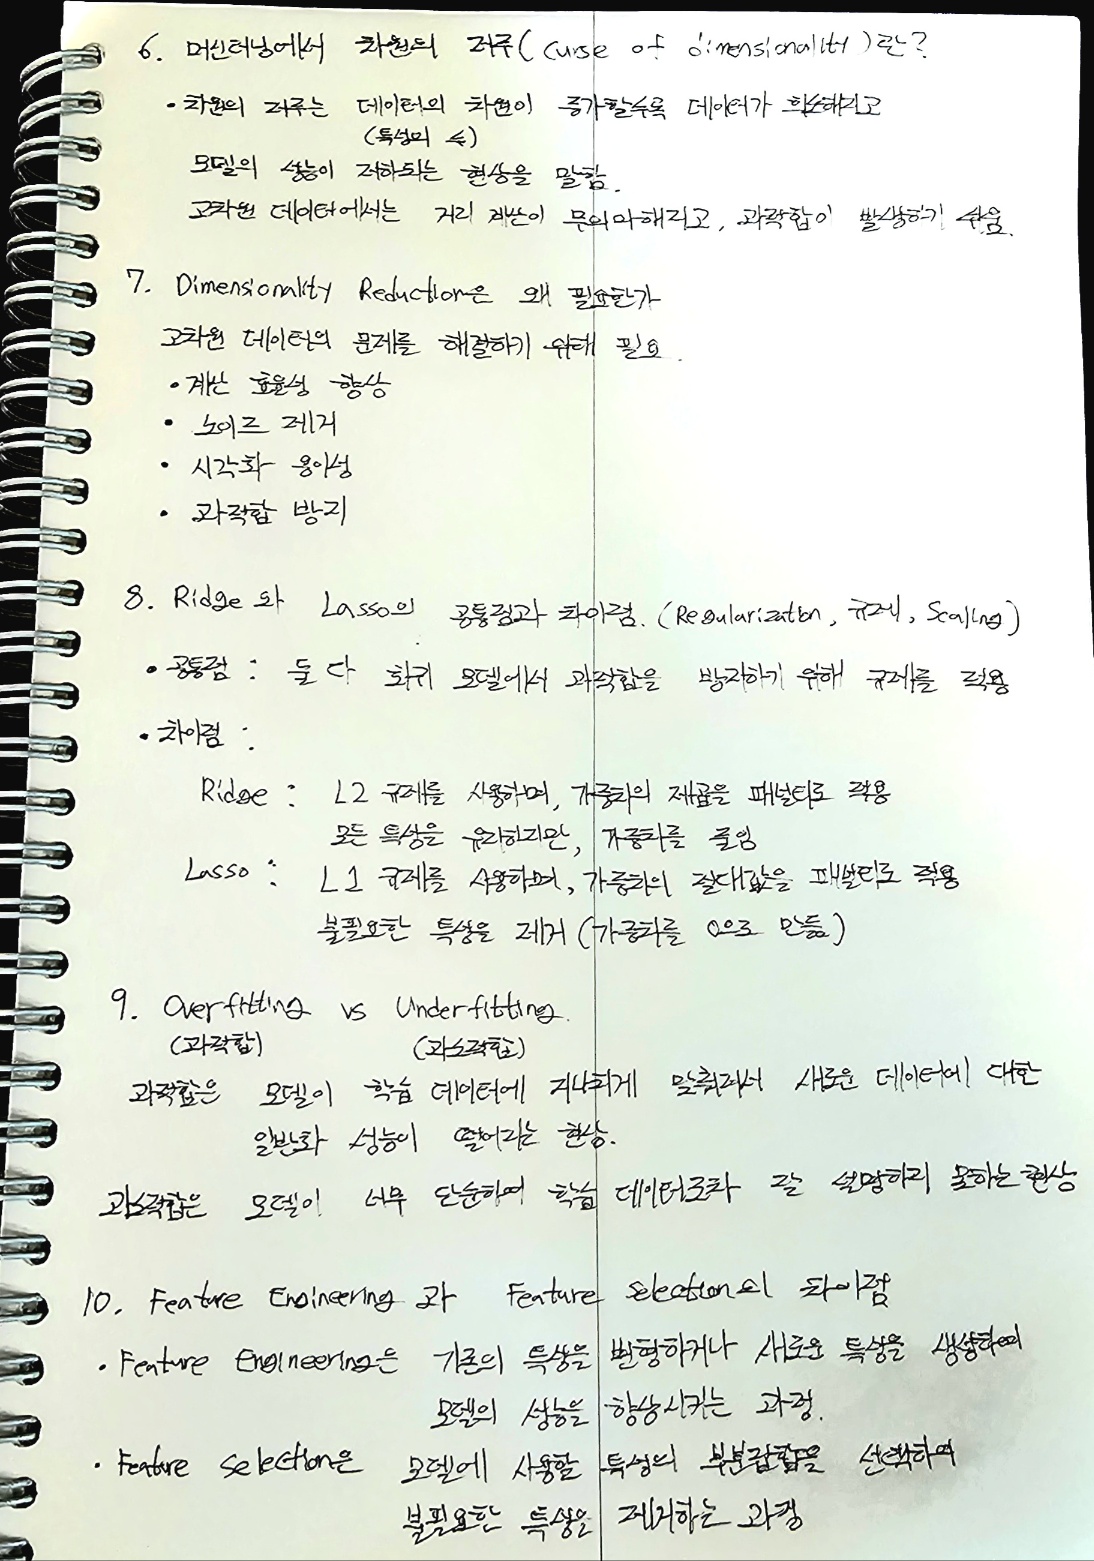 6. 머신러닝에서 차원의 저주( curse of dimensionality )란?
• 차원의 저주는 데이터의 차원이 증가할수록 데이터가 희소해지고
(특성의 수)
모델의 성능이 저하되는 현상을 말함.
고차원 데이터에서는 거리 계산이 무의미해지고, 과적합이 발생하기 쉬움.
7. Dimensionality Reduction은 왜 필요한가
고차원 데이터의 문제를 해결하기 위해 필요.
• 계산 효율성 향상
• 노이즈 제거
• 시각화 용이성
• 과적합 방지
8. Ridge와 Lasso의 공통점과 차이점. (Regularization, 규제, Scaling)
• 공통점 : 둘 다 회귀 모델에서 과적합을 방지하기 위해 규제를 적용
• 차이점 :
Ridge : L2 규제를 사용하며, 가중치의 제곱을 패널티로 적용
모든 특성을 유지하지만, 가중치를 줄임
Lasso : L1 규제를 사용하며, 가중치의 절대값을 패널티로 적용
불필요한 특성을 제거 (가중치를 0으로 만듦)
9. Overfitting vs Underfitting.
(과적합) (과소적합)
과적합은 모델이 학습 데이터에 지나치게 맞춰져서 새로운 데이터에 대한
일반화 성능이 떨어지는 현상.
과소적합은 모델이 너무 단순하여 학습 데이터조차 잘 설명하지 못하는 현상
10. Feature Engineering과 Feature selection의 차이점
• Feature Engineering은 기존의 특성을 변형하거나 새로운 특성을 생성하여
모델의 성능을 향상시키는 과정.
• Feature selection은 모델에 사용할 특성의 부분집합을 선택하여
불필요한 특성을 제거하는 과정